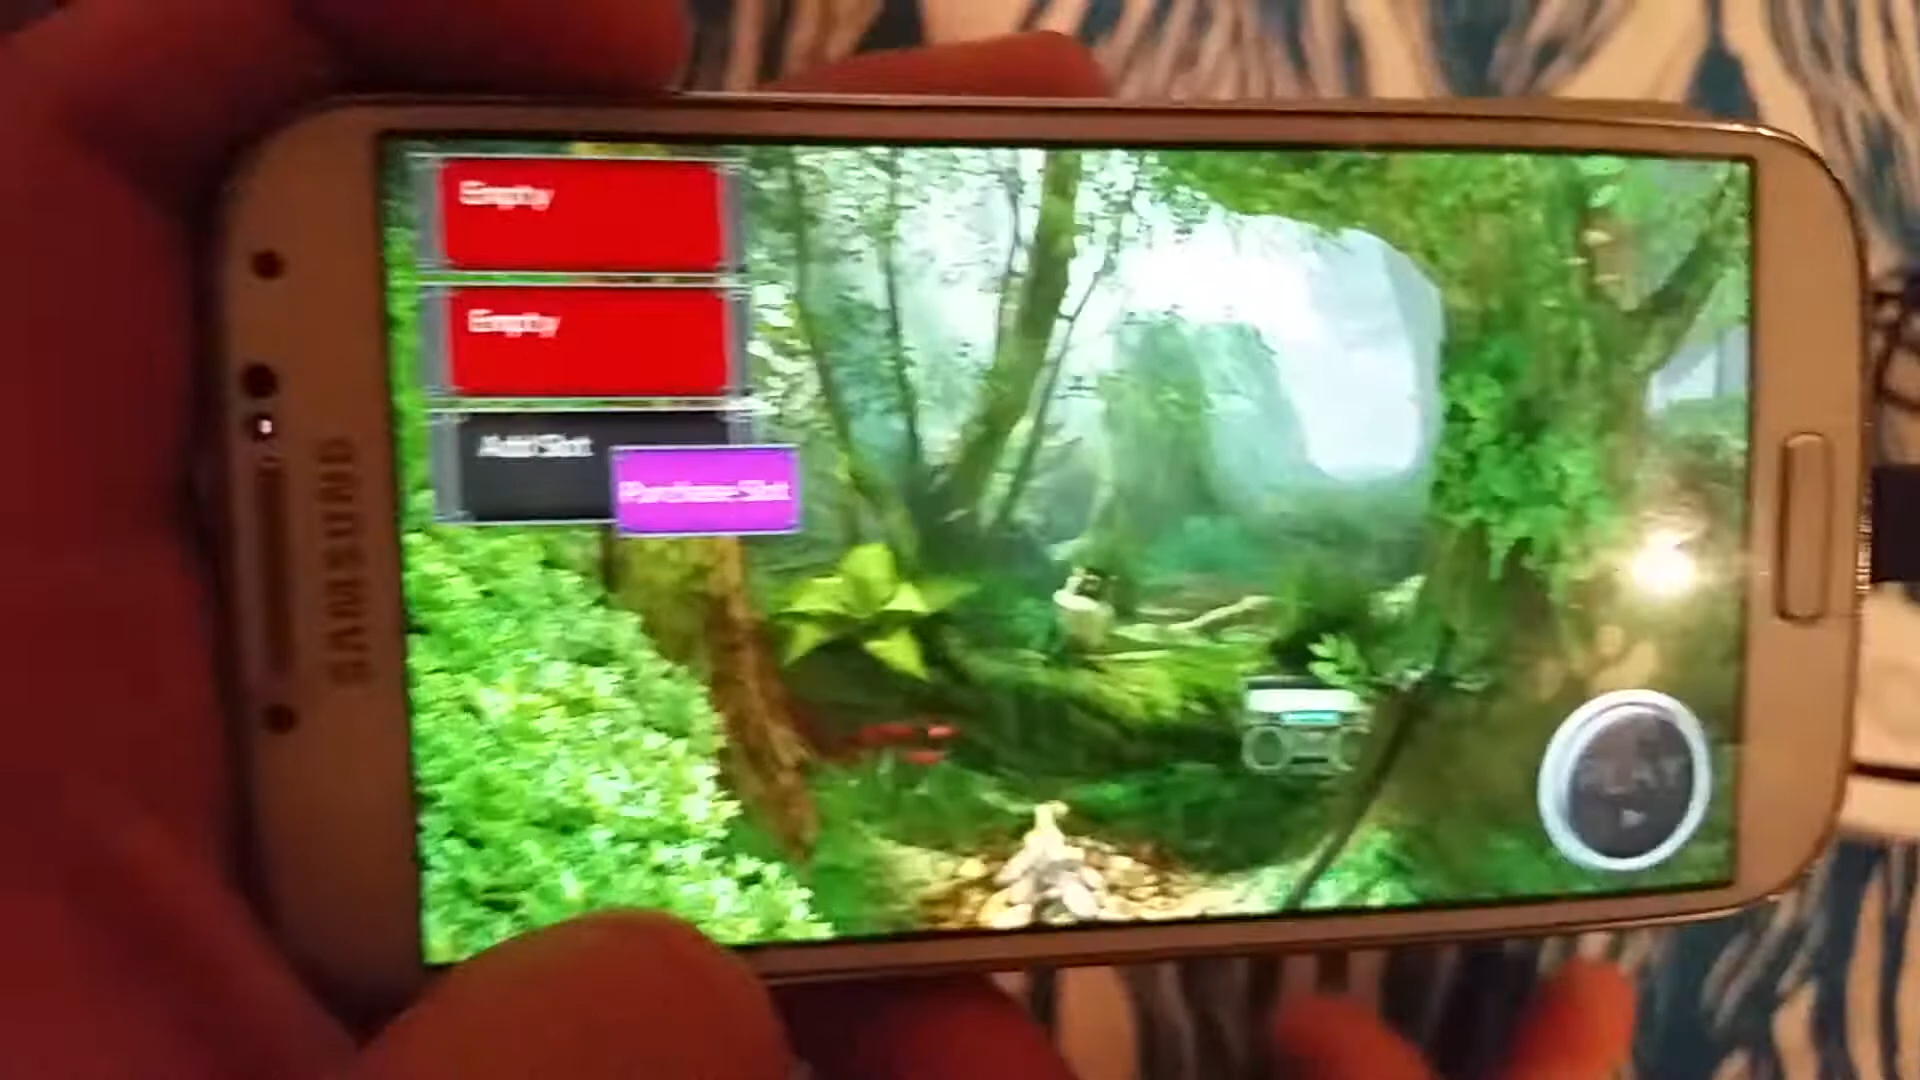 Empty
Empty
Add Slot
Purchase Slot
SAMSUNG
PLAY